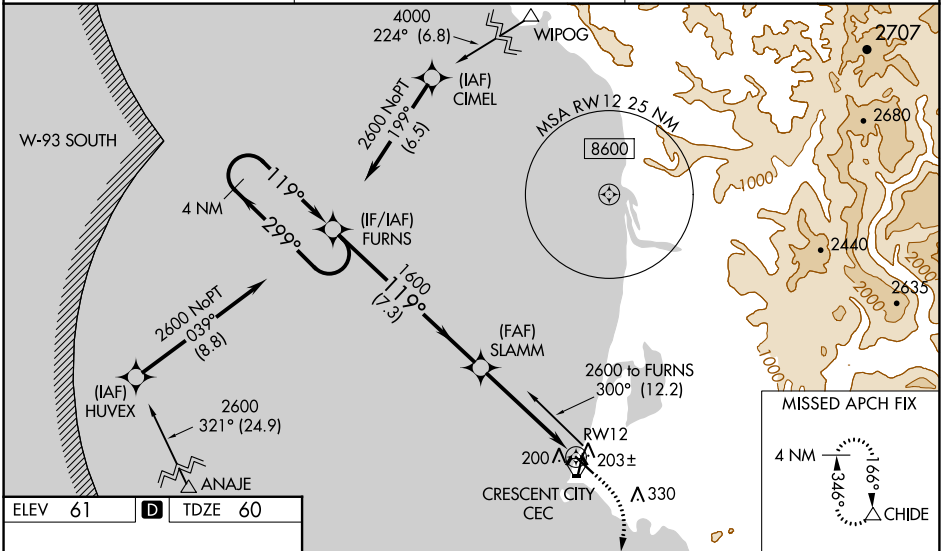 4000
224° (6.8)
WIPOG
(IAF)
CIMEL
2600 NoPT
199°
(6.5)
W-93 SOUTH
MSA RW12 25 NM
8600
2707
2680
1000
2440
2000
2635
1000
2000
1000
4 NM
119°
299°
(IF/IAF)
FURNS
1600
119°
(7.3)
2600 NoPT
039°
(8.8)
(IAF)
HUVEX
(FAF)
SLAMM
2600 to FURNS
300° (12.2)
2600
321° (24.9)
ANAJE
RW12
200
203±
330
CRESCENT CITY
CEC
MISSED APCH FIX
4 NM
166°
346°
CHIDE
ELEV 61 D TDZE 60